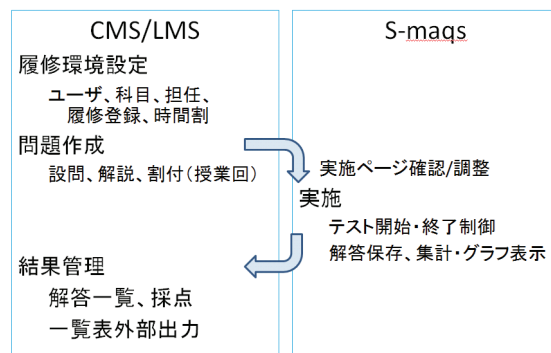 CMS/LMS
履修環境設定
ユーザ、科目、担任、
履修登録、時間割
問題作成
設問、解説、割付(授業回)
結果管理
解答一覧、採点
一覧表外部出力
S-maqs
実施ページ確認/調整
実施
テスト開始・終了制御
解答保存、集計・グラフ表示